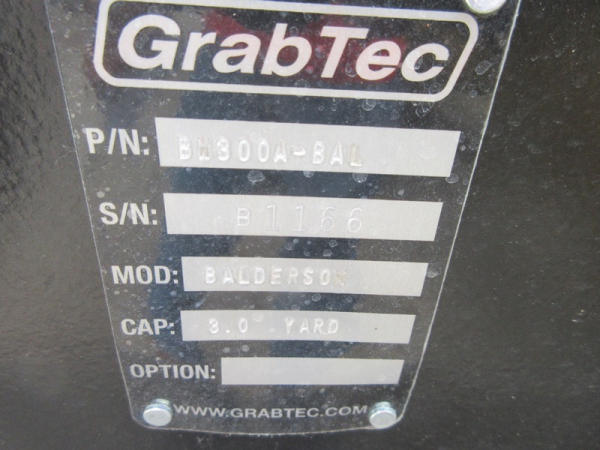 GrabTec
P/N: BW300A-BAL
S/N: B1166
MOD: BALDERSON
CAP: 3.0 YARD
OPTION:
WWW.GRABTEC.COM